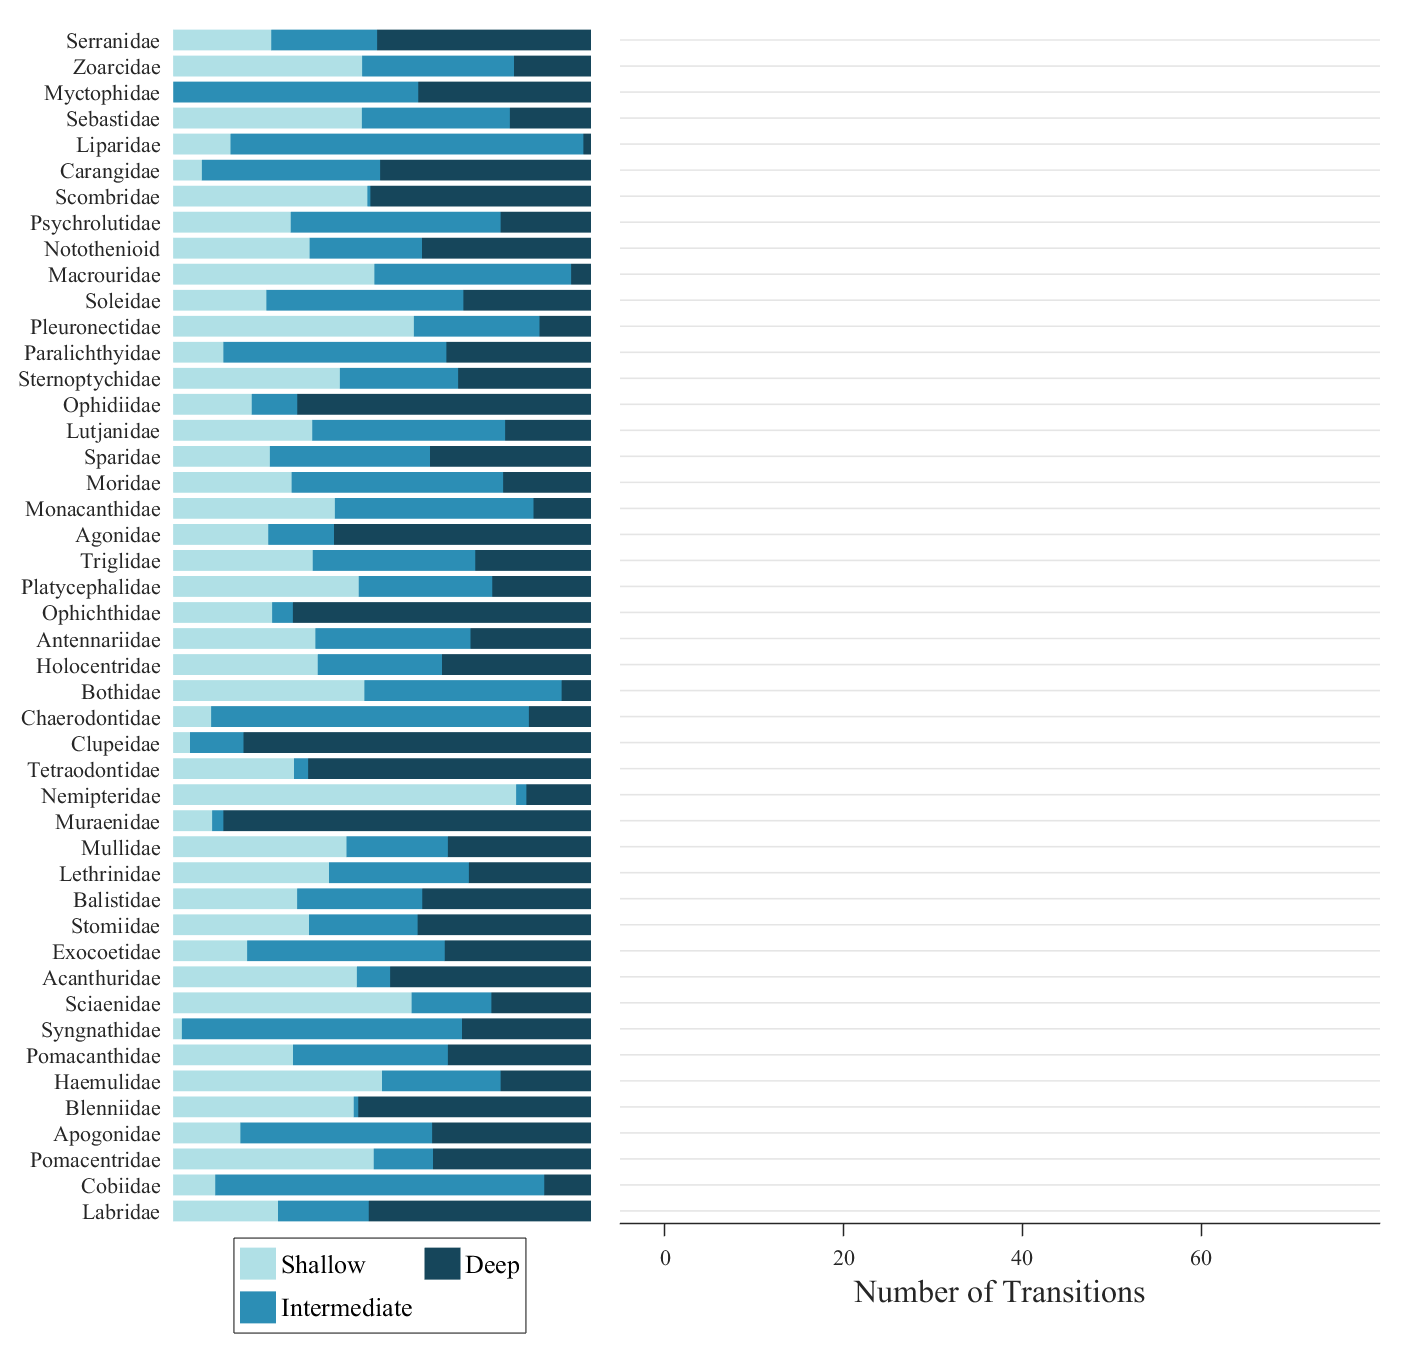 Serranidae
Zoarcidae
Myctophidae
Sebastidae
Liparidae
Carangidae
Scombridae
Psychrolutidae
Notothenioid
Macrouridae
Soleidae
Pleuronectidae
Paralichthyidae
Sternoptychidae
Ophidiidae
Lutjanidae
Sparidae
Moridae
Monacanthidae
Agonidae
Triglidae
Platycephalidae
Ophichthidae
Antennariidae
Holocentridae
Bothidae
Chaerodontidae
Clupeidae
Tetraodontidae
Nemipteridae
Muraenidae
Mullidae
Lethrinidae
Balistidae
Stomiidae
Exocoetidae
Acanthuridae
Sciaenidae
Syngnathidae
Pomacanthidae
Haemulidae
Blenniidae
Apogonidae
Pomacentridae
Cobiidae
Labridae
0 20 40 60
Number of Transitions
Shallow Deep
Intermediate